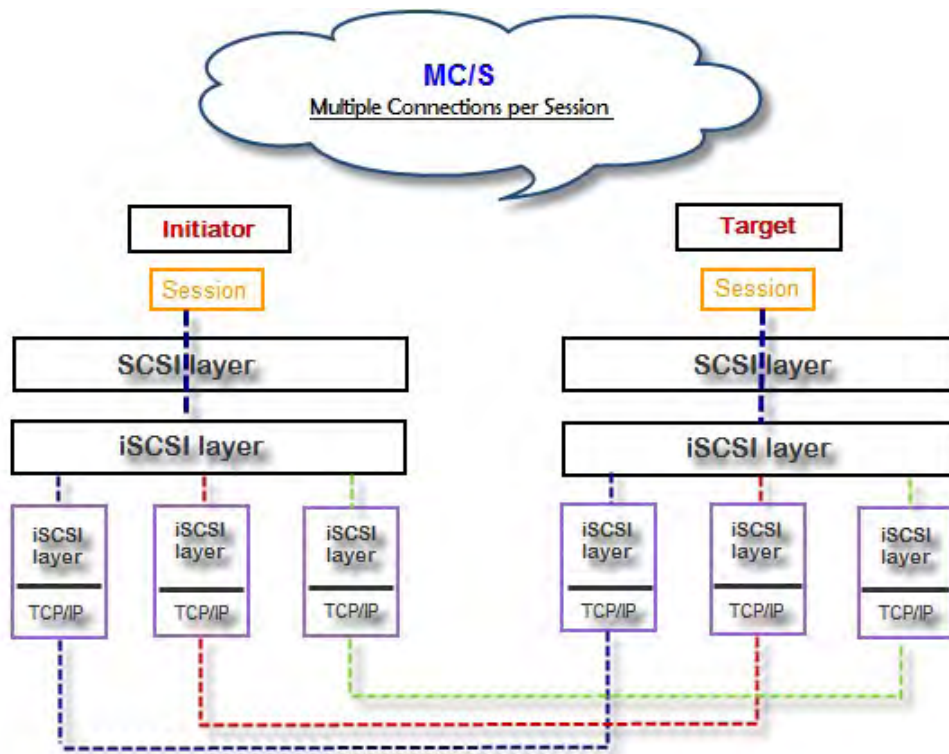 MC/S
Multiple Connections per Session
Initiator
Target
Session
Session
SCSI layer
SCSI layer
iSCSI layer
iSCSI layer
iSCSI
layer
TCP/IP
iSCSI
layer
TCP/IP
iSCSI
layer
TCP/IP
iSCSI
layer
TCP/IP
iSCSI
layer
TCP/IP
iSCSI
layer
TCP/IP